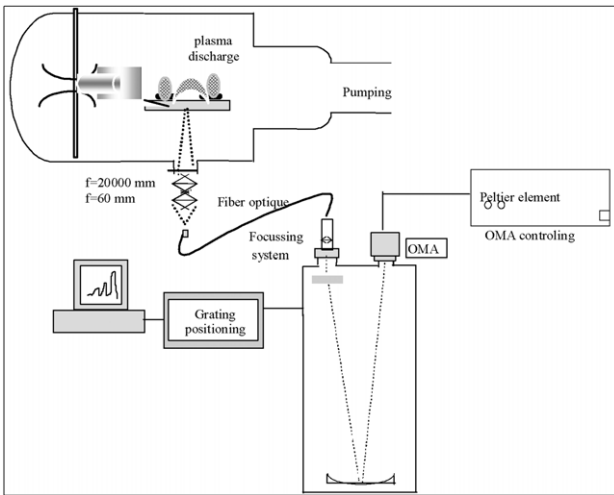 plasma
discharge
Pumping
f=20000 mm
f=60 mm
Fiber optique
Focussing
system
OMA
Peltier element
OMA controling
Grating
positioning